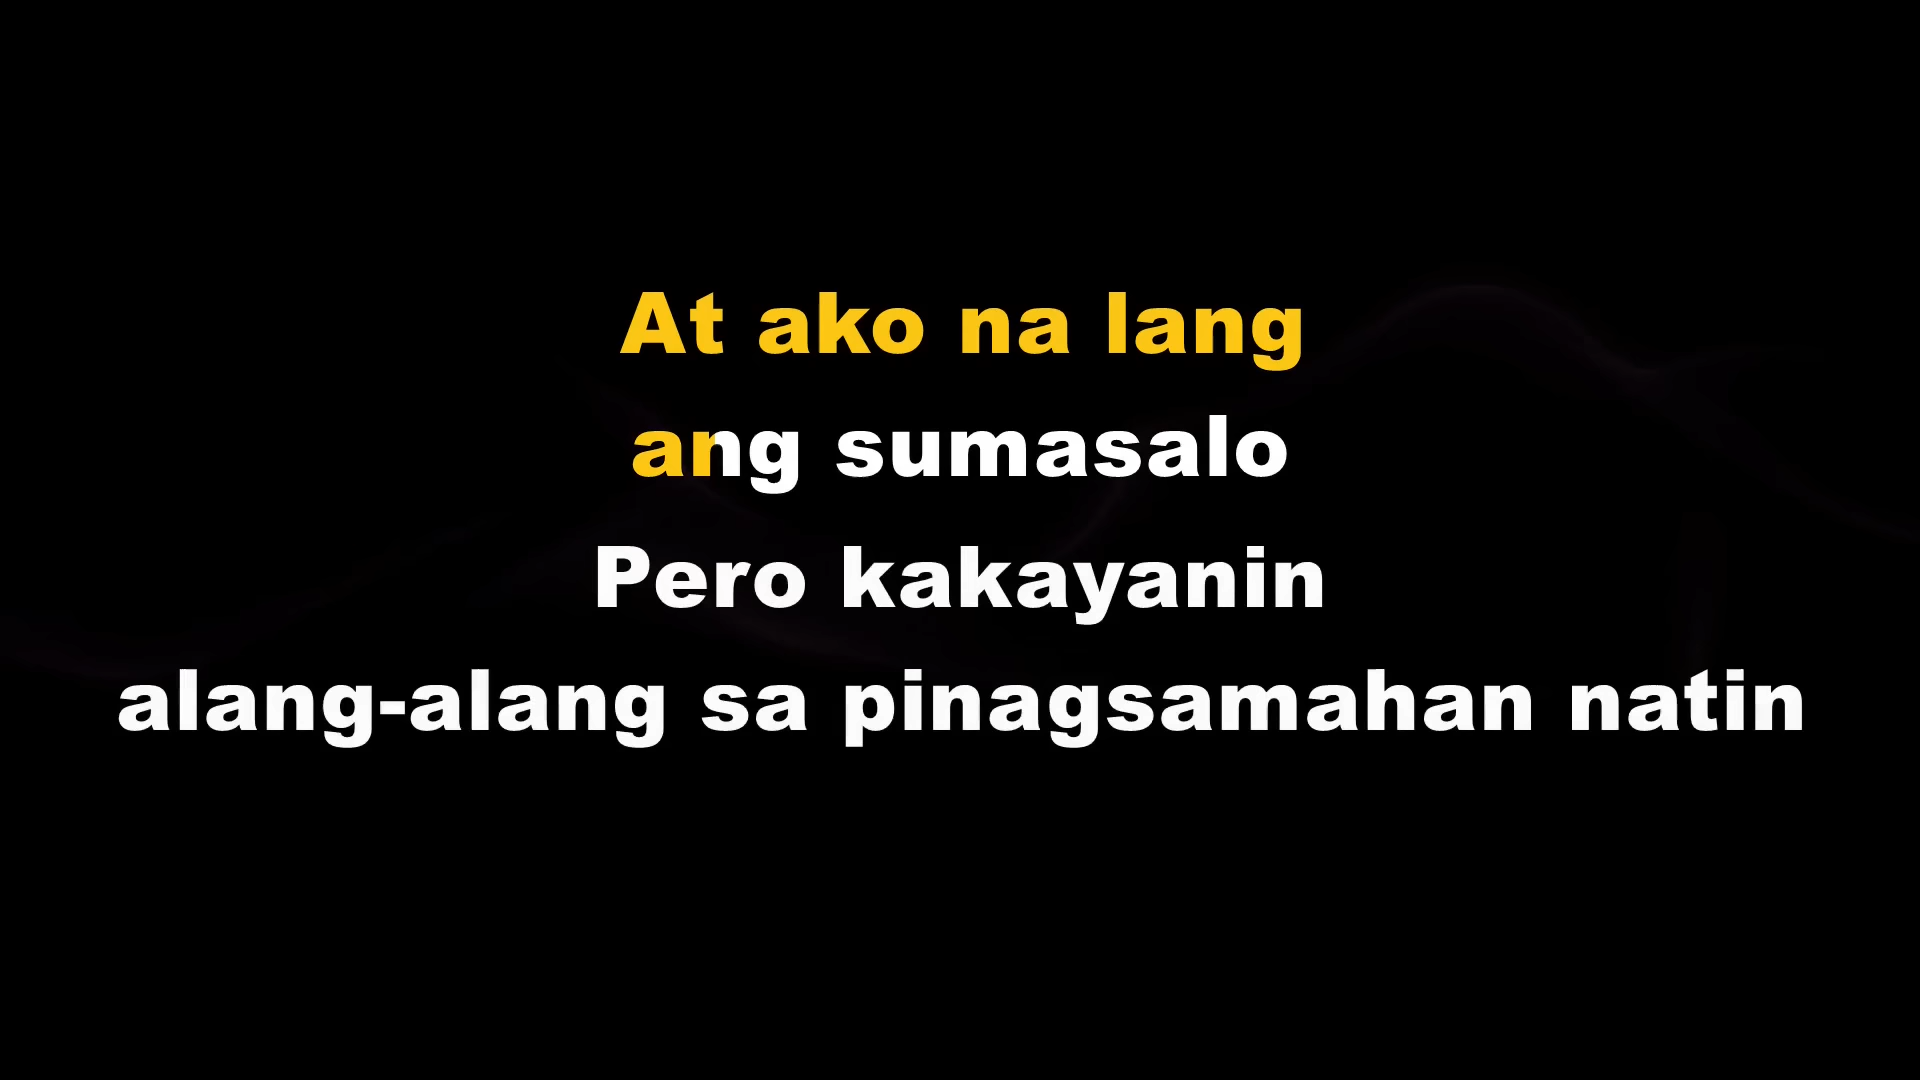 At ako na lang
ang sumasalo
Pero kakayanin
alang-alang sa pinagsamahan natin